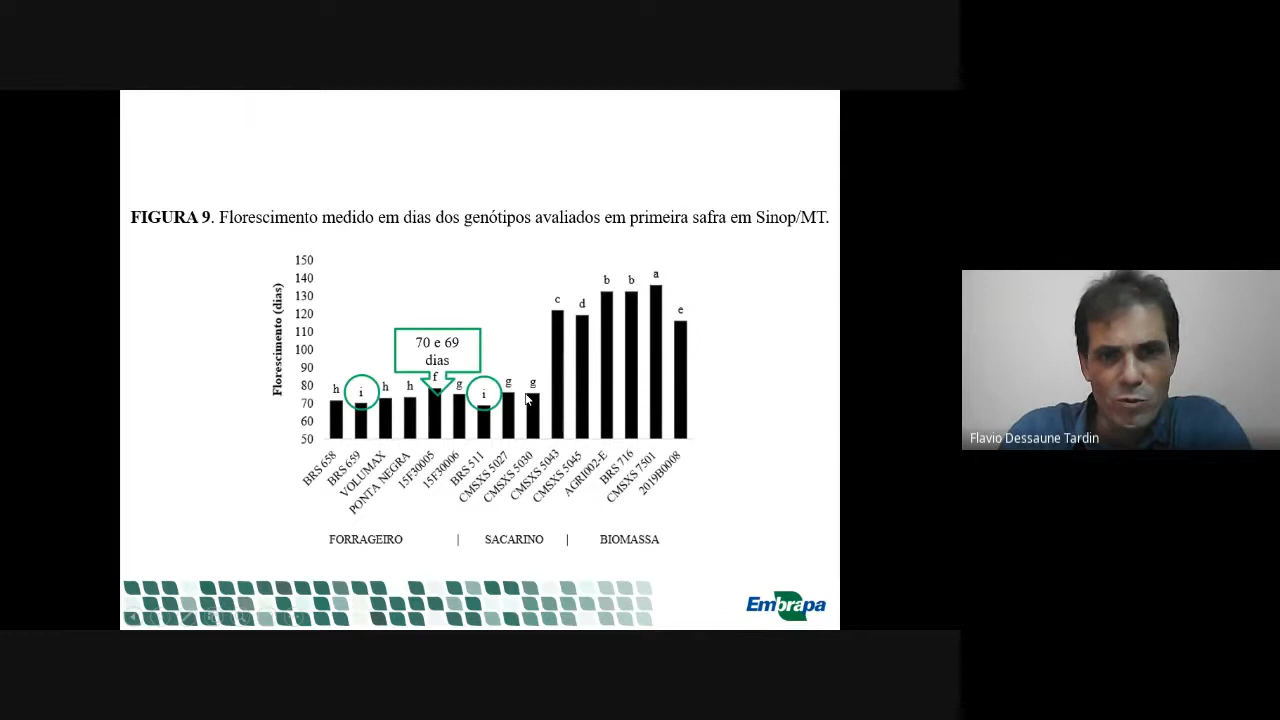 FIGURA 9. Florescimento medido em dias dos genótipos avaliados em primeira safra em Sinop/MT.
Florescimento (dias)
150
140
130
120
110
100
90
80
70
60
50
h
i
h
h
70 e 69
dias
f
g
i
g
g
c
d
b
b
a
e
BRS 658
BRS 659
VOLUMAX
PONTA NEGRA
15F30005
15F30006
BRS 511
CMSXS 5027
CMSXS 5030
CMSXS 5043
CMSXS 5045
AGRI002-E
BRS 716
CMSXS 7501
2019B0008
FORRAGEIRO | SACARINO | BIOMASSA
Embrapa
Flavio Dessaune Tardin